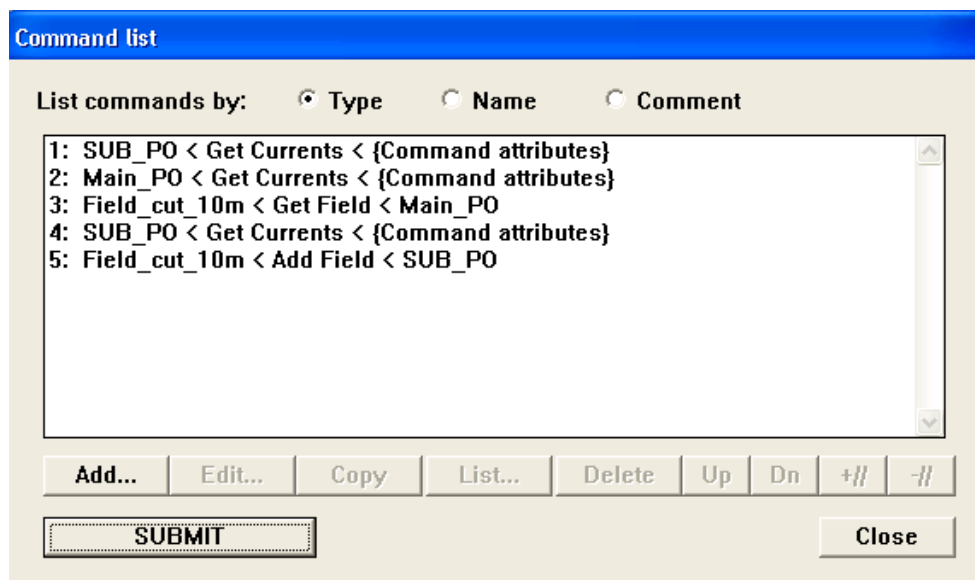 Command list
List commands by: Type Name Comment
1: SUB_PO < Get Currents < {Command attributes}
2: Main_PO < Get Currents < {Command attributes}
3: Field_cut_10m < Get Field < Main_PO
4: SUB_PO < Get Currents < {Command attributes}
5: Field_cut_10m < Add Field < SUB_PO
Add... Edit... Copy List... Delete Up Dn +// -//
SUBMIT Close